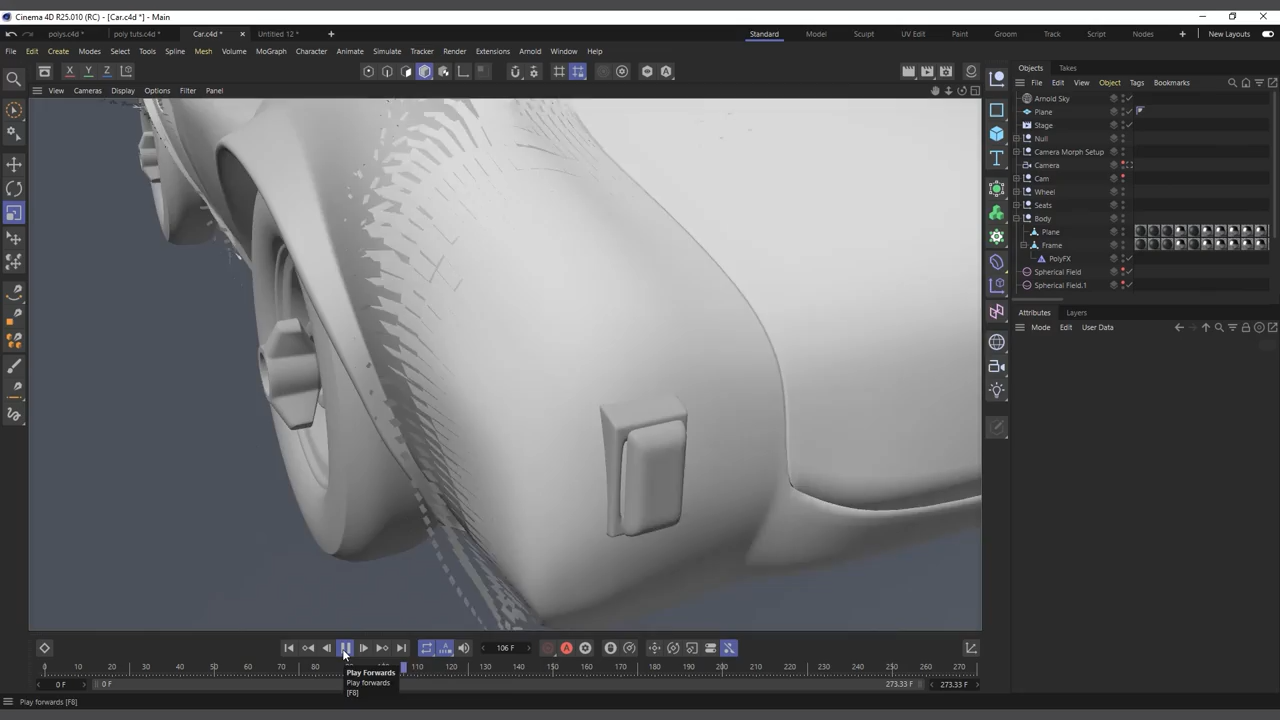 Cinema 4D R25.010 (RC) - [Car.c4d *] - Main
polys.c4d * poly tuts.c4d * Car.c4d * Untitled 12 * Standard Model Sculpt UV Edit Paint Groom Track Script Nodes New Layouts
File Edit Create Modes Select Tools Spline Mesh Volume MoGraph Character Animate Simulate Tracker Render Extensions Arnold Window Help
Objects Takes
X Y Z
File Edit View Object Tags Bookmarks
View Cameras Display Options Filter Panel
Arnold Sky
Plane
Stage
Null
Camera Morph Setup
Camera
Cam
Wheel
Seats
Body
Plane
Frame
PolyFX
Spherical Field
Spherical Field.1
Attributes Layers
Mode Edit User Data
106 F
0 10 20 30 40 50 60 70 110 120 130 140 150 160 170 180 190 200 210 220 230 240 250 260 270
Play Forwards
Play forwards
[F8]
0 F 0 F 273.33 F 273.33 F
Play forwards [F8]